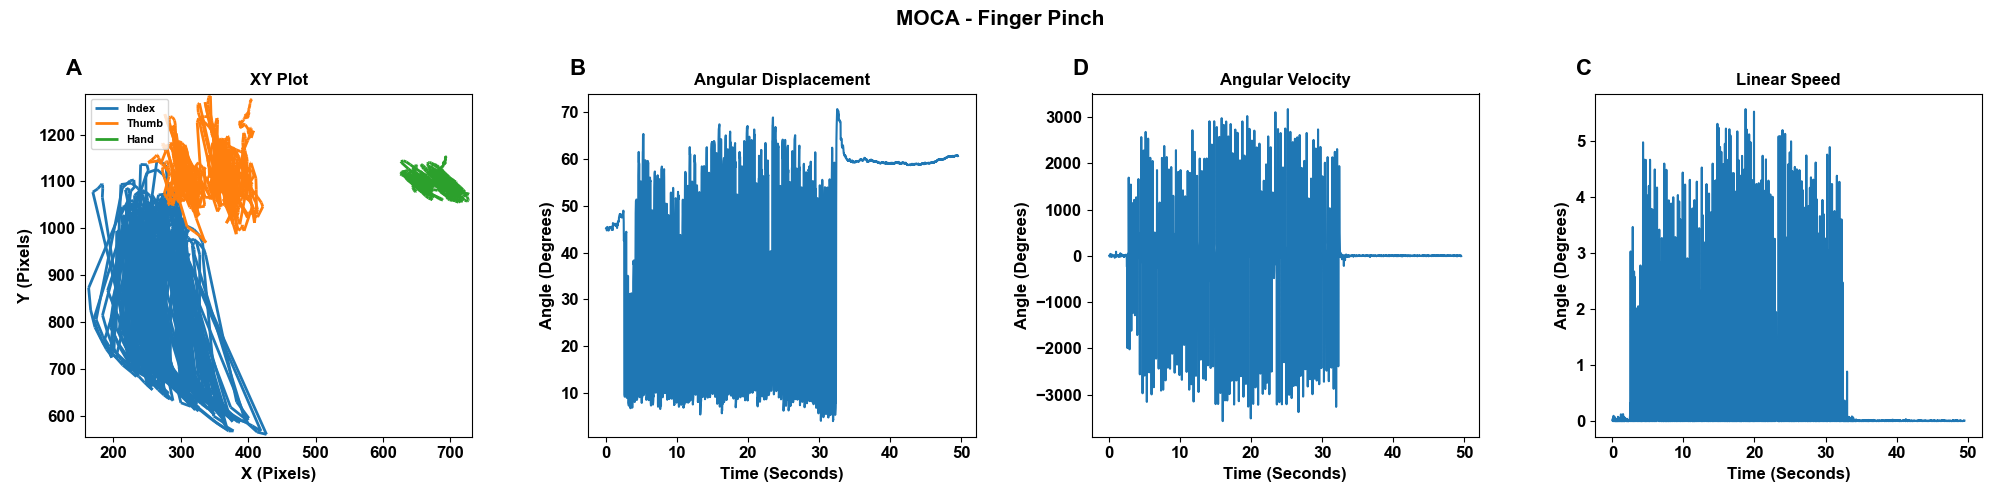 MOCA - Finger Pinch
A
XY Plot
Index
Thumb
Hand
1200
1100
1000
900
800
700
600
Y (Pixels)
200
300
400
500
600
700
X (Pixels)
B
Angular Displacement
70
60
50
40
30
20
10
Angle (Degrees)
0
10
20
30
40
50
Time (Seconds)
D
Angular Velocity
3000
2000
1000
0
−1000
−2000
−3000
Angle (Degrees)
0
10
20
30
40
50
Time (Seconds)
C
Linear Speed
5
4
3
2
1
0
Angle (Degrees)
0
10
20
30
40
50
Time (Seconds)